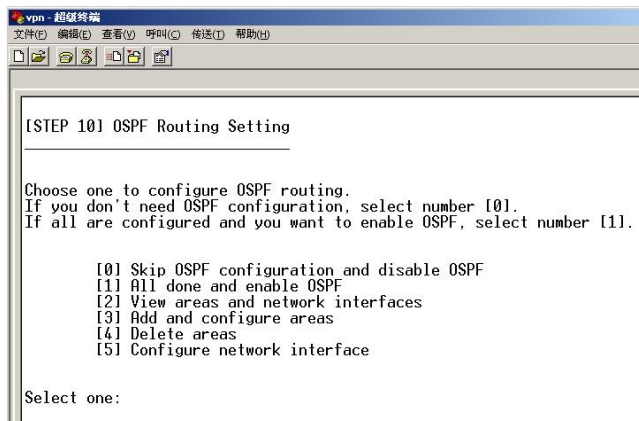 vpn - 超级终端
文件(F) 编辑(E) 查看(V) 呼叫(C) 传送(T) 帮助(H)
[STEP 10] OSPF Routing Setting
Choose one to configure OSPF routing.
If you don't need OSPF configuration, select number [0].
If all are configured and you want to enable OSPF, select number [1].
[0] Skip OSPF configuration and disable OSPF
[1] All done and enable OSPF
[2] View areas and network interfaces
[3] Add and configure areas
[4] Delete areas
[5] Configure network interface
Select one: